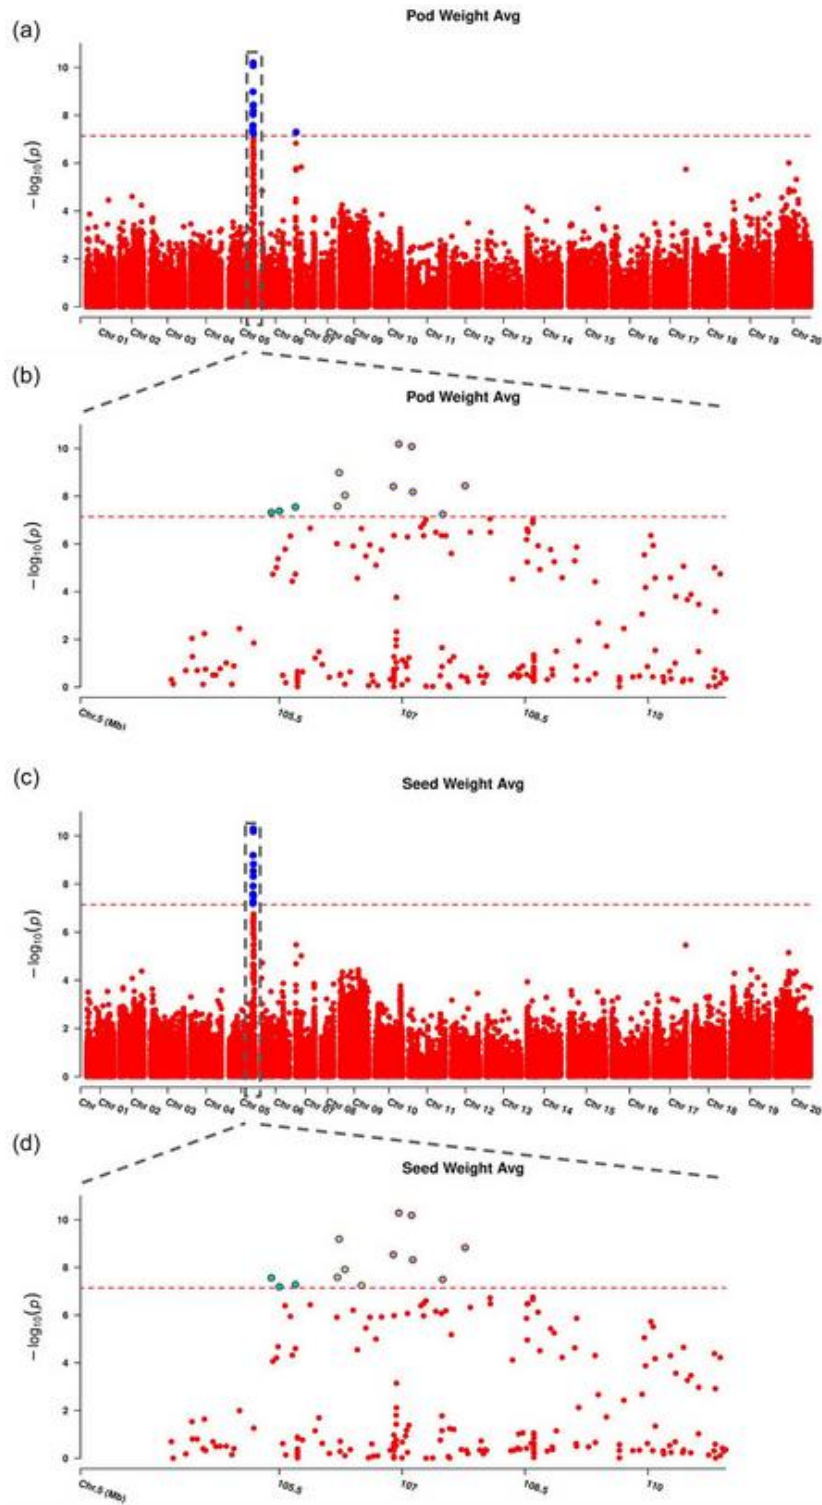 (a)
Pod Weight Avg
10
8
6
4
2
0
− log10(p)
Chr 01 Chr 02 Chr 03 Chr 04 Chr 05 Chr 06 Chr 07 Chr 08 Chr 09 Chr 10 Chr 11 Chr 12 Chr 13 Chr 14 Chr 15 Chr 16 Chr 17 Chr 18 Chr 19 Chr 20
(b)
Pod Weight Avg
10
8
6
4
2
0
− log10(p)
Chr.5 (Mb) 105.5 107 108.5 110
(c)
Seed Weight Avg
10
8
6
4
2
0
− log10(p)
Chr Chr 01 Chr 02 Chr 03 Chr 04 Chr 05 Chr 06 Chr 07 Chr 08 Chr 09 Chr 10 Chr 11 Chr 12 Chr 13 Chr 14 Chr 15 Chr 16 Chr 17 Chr 18 Chr 19 Chr 20
(d)
Seed Weight Avg
10
8
6
4
2
0
− log10(p)
Chr.5 (Mb) 105.5 107 108.5 110